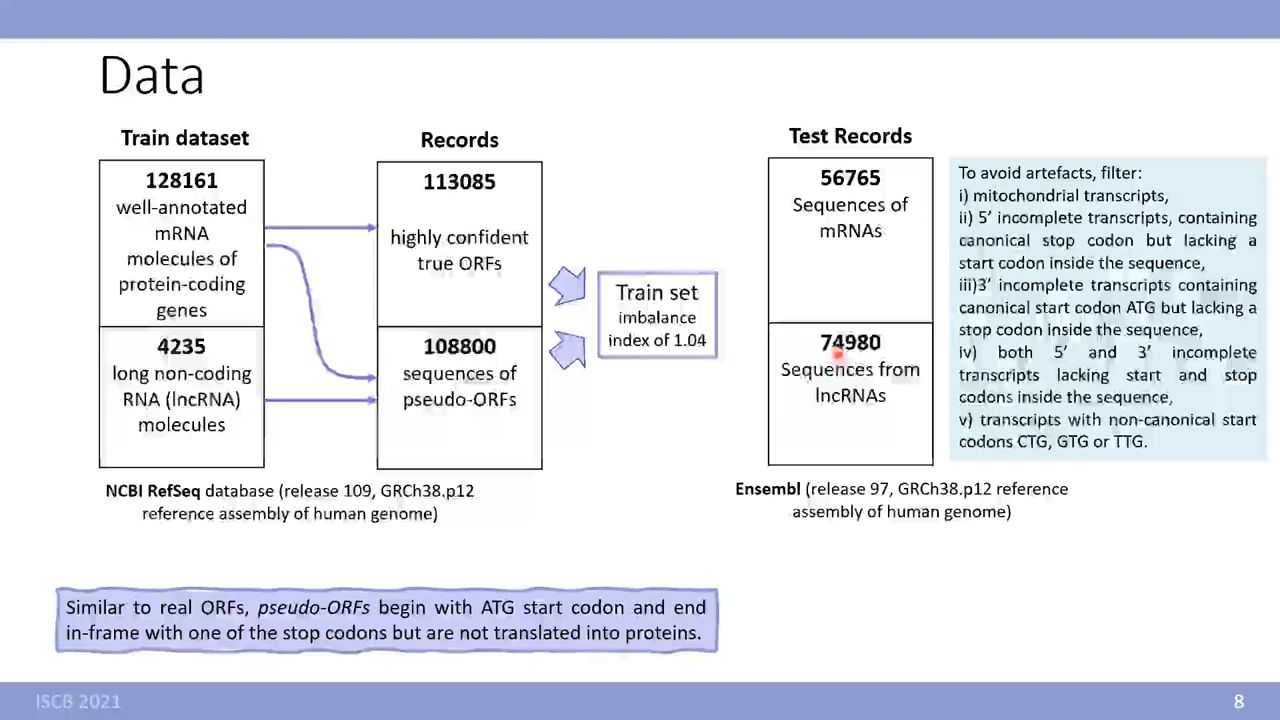 Data
Train dataset
128161
well-annotated
mRNA
molecules of
protein-coding
genes
4235
long non-coding
RNA (lncRNA)
molecules
Records
113085
highly confident
true ORFs
108800
sequences of
pseudo-ORFs
Train set
imbalance
index of 1.04
NCBI RefSeq database (release 109, GRCh38.p12
reference assembly of human genome)
Test Records
56765
Sequences of
mRNAs
74980
Sequences from
lncRNAs
Ensembl (release 97, GRCh38.p12 reference
assembly of human genome)
To avoid artefacts, filter:
i) mitochondrial transcripts,
ii) 5’ incomplete transcripts, containing
canonical stop codon but lacking a
start codon inside the sequence,
iii)3’ incomplete transcripts containing
canonical start codon ATG but lacking a
stop codon inside the sequence,
iv) both 5’ and 3’ incomplete
transcripts lacking start and stop
codons inside the sequence,
v) transcripts with non-canonical start
codons CTG, GTG or TTG.
Similar to real ORFs, pseudo-ORFs begin with ATG start codon and end
in-frame with one of the stop codons but are not translated into proteins.
ISCB 2021
8